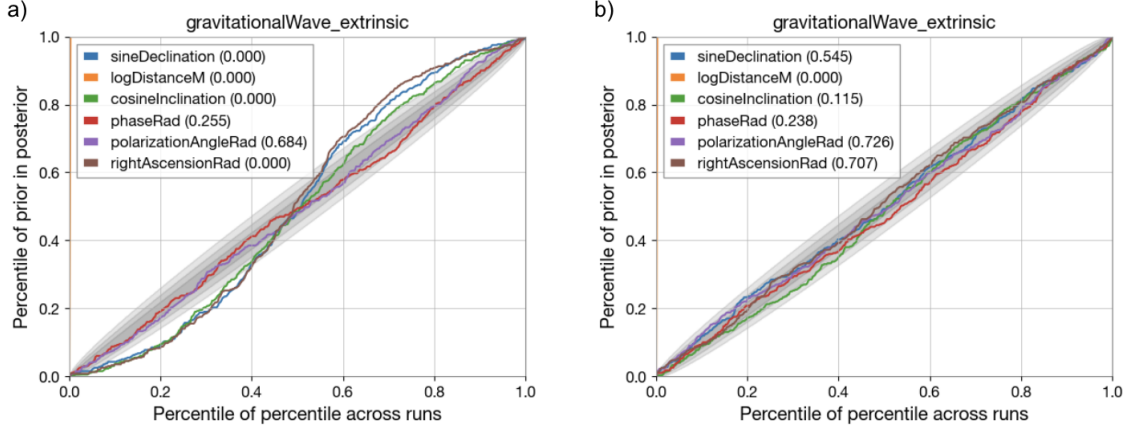 a)
gravitationalWave_extrinsic
1.0
0.8
0.6
0.4
0.2
0.0
Percentile of prior in posterior
sineDeclination (0.000)
logDistanceM (0.000)
cosineInclination (0.000)
phaseRad (0.255)
polarizationAngleRad (0.684)
rightAscensionRad (0.000)
0.0 0.2 0.4 0.6 0.8 1.0
Percentile of percentile across runs
b)
gravitationalWave_extrinsic
1.0
0.8
0.6
0.4
0.2
0.0
Percentile of prior in posterior
sineDeclination (0.545)
logDistanceM (0.000)
cosineInclination (0.115)
phaseRad (0.238)
polarizationAngleRad (0.726)
rightAscensionRad (0.707)
0.0 0.2 0.4 0.6 0.8 1.0
Percentile of percentile across runs